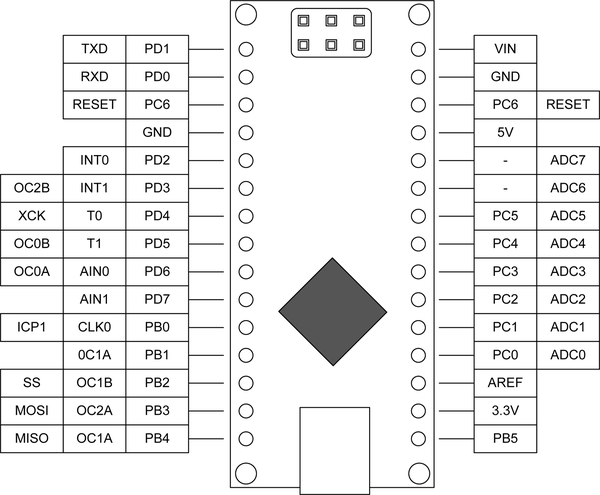 TXD PD1 VIN
RXD PD0 GND
RESET PC6 PC6 RESET
GND 5V
INT0 PD2 - ADC7
OC2B INT1 PD3 - ADC6
XCK T0 PD4 PC5 ADC5
OC0B T1 PD5 PC4 ADC4
OC0A AIN0 PD6 PC3 ADC3
AIN1 PD7 PC2 ADC2
ICP1 CLK0 PB0 PC1 ADC1
0C1A PB1 PC0 ADC0
SS OC1B PB2 AREF
MOSI OC2A PB3 3.3V
MISO OC1A PB4 PB5